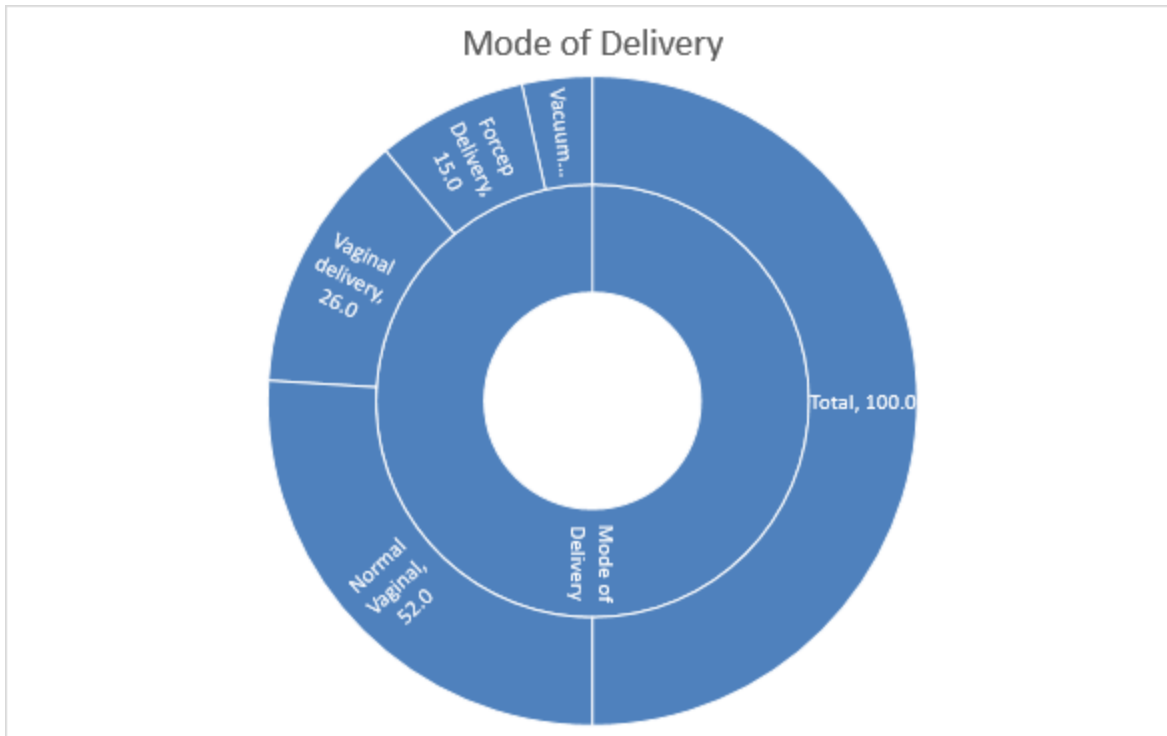 Mode of Delivery
Vacuum...
Forcep
Delivery,
15.0
Vaginal
delivery,
26.0
Total, 100.0
Normal
Vaginal,
52.0
Mode of
Delivery